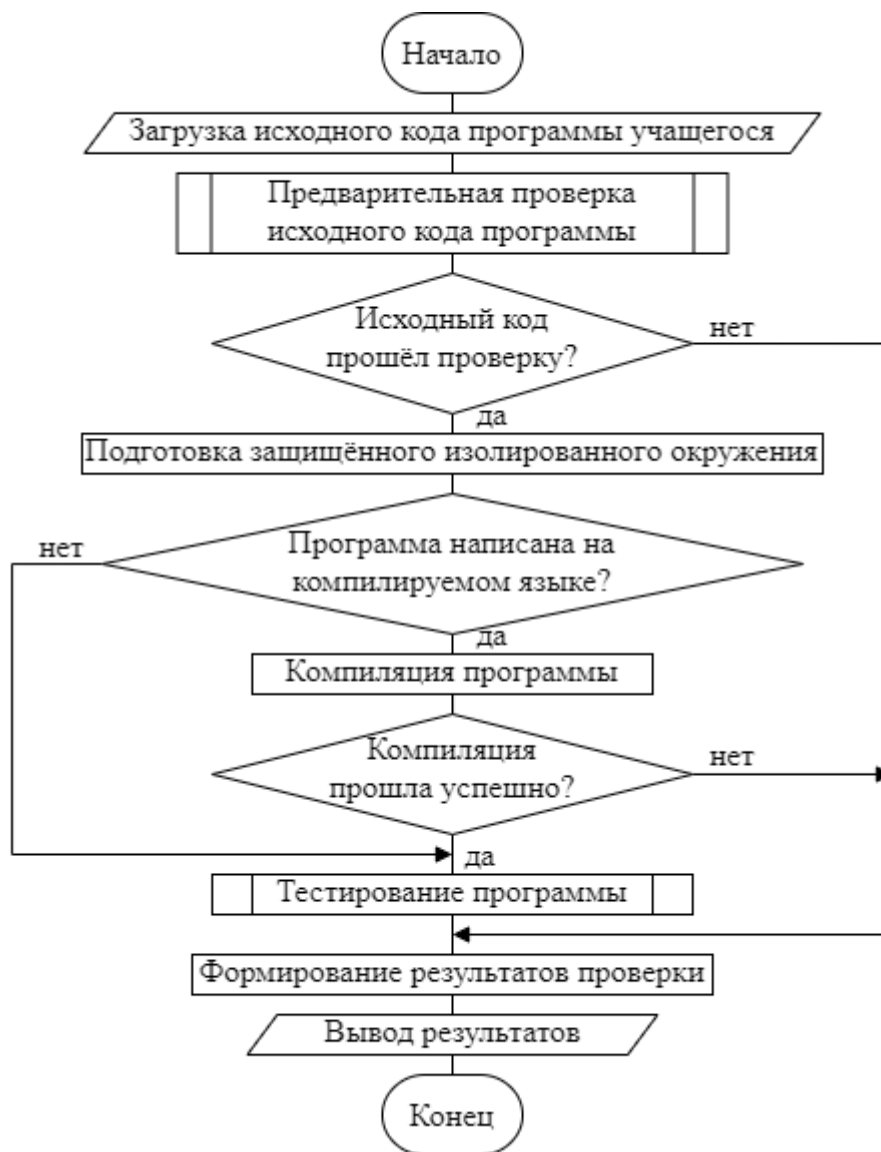 Начало
Загрузка исходного кода программы учащегося
Предварительная проверка
исходного кода программы
Исходный код
прошёл проверку?
нет
да
Подготовка защищённого изолированного окружения
нет
Программа написана на
компилируемом языке?
да
Компиляция программы
Компиляция
прошла успешно?
нет
да
Тестирование программы
Формирование результатов проверки
Вывод результатов
Конец